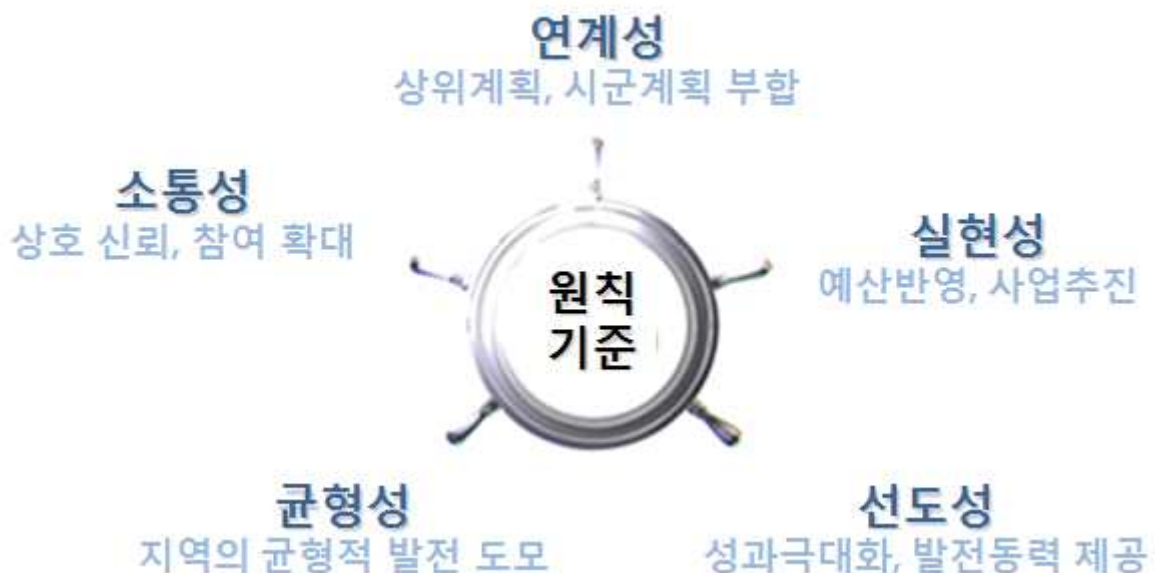 연계성
상위계획, 시군계획 부합
소통성
상호 신뢰, 참여 확대
실현성
예산반영, 사업추진
원칙
기준
균형성
지역의 균형적 발전 도모
선도성
성과극대화, 발전동력 제공